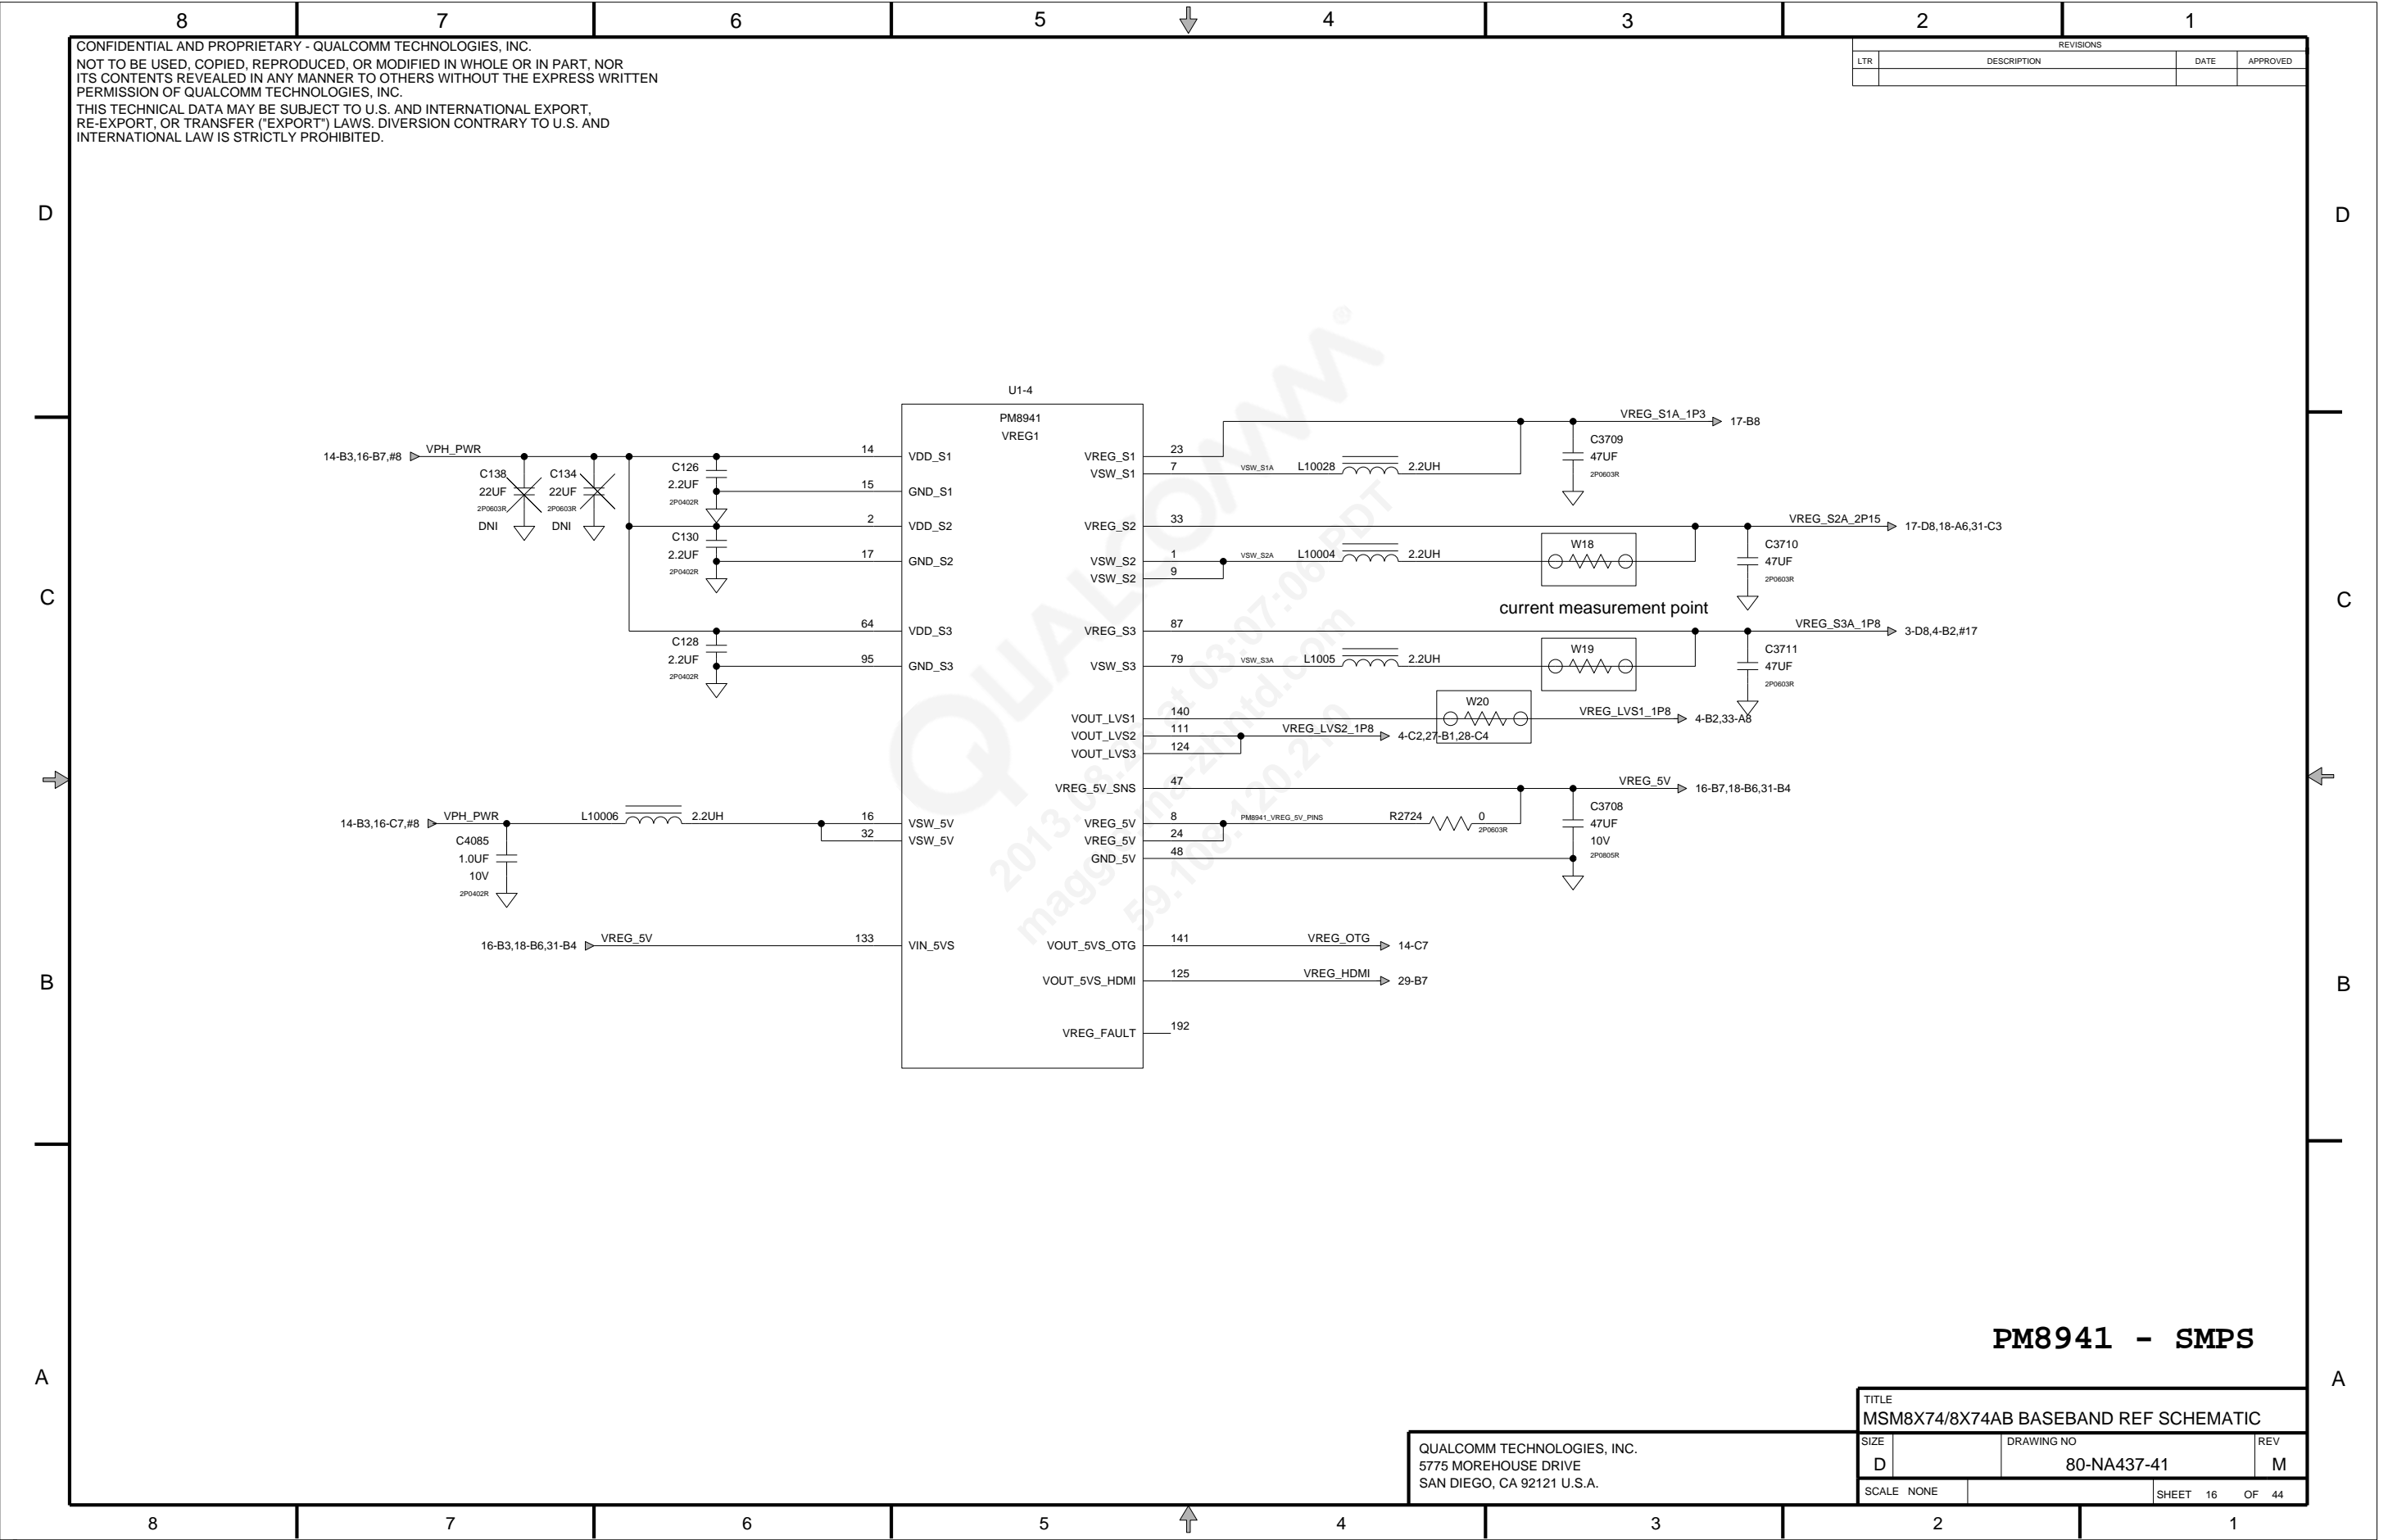 8 7 6 5 4 3 2 1
CONFIDENTIAL AND PROPRIETARY - QUALCOMM TECHNOLOGIES, INC.
NOT TO BE USED, COPIED, REPRODUCED, OR MODIFIED IN WHOLE OR IN PART, NOR
ITS CONTENTS REVEALED IN ANY MANNER TO OTHERS WITHOUT THE EXPRESS WRITTEN
PERMISSION OF QUALCOMM TECHNOLOGIES, INC.
THIS TECHNICAL DATA MAY BE SUBJECT TO U.S. AND INTERNATIONAL EXPORT,
RE-EXPORT, OR TRANSFER ("EXPORT") LAWS. DIVERSION CONTRARY TO U.S. AND
INTERNATIONAL LAW IS STRICTLY PROHIBITED.
REVISIONS
LTR DESCRIPTION DATE APPROVED
D D
C C
B B
A A
U1-4
PM8941
VREG1
14-B3,16-B7,#8 VPH_PWR 14 VDD_S1
C138
22UF
2P0603R
DNI
C134
22UF
2P0603R
DNI
C126
2.2UF
2P0402R
15 GND_S1
2 VDD_S2
C130
2.2UF
2P0402R
17 GND_S2
64 VDD_S3
C128
2.2UF
2P0402R
95 GND_S3
14-B3,16-C7,#8 VPH_PWR L10006 2.2UH 16 VSW_5V
32 VSW_5V
C4085
1.0UF
10V
2P0402R
16-B3,18-B6,31-B4 VREG_5V 133 VIN_5VS
VREG_S1 23 VREG_S1A_1P3 17-B8
VSW_S1 7 VSW_S1A L10028 2.2UH
C3709
47UF
2P0603R
VREG_S2 33 VREG_S2A_2P15 17-D8,18-A6,31-C3
VSW_S2 1 VSW_S2A L10004 2.2UH W18
VSW_S2 9
C3710
47UF
2P0603R
current measurement point
VREG_S3 87 VREG_S3A_1P8 3-D8,4-B2,#17
VSW_S3 79 VSW_S3A L1005 2.2UH W19
C3711
47UF
2P0603R
VOUT_LVS1 140 W20 VREG_LVS1_1P8 4-B2,33-A8
VOUT_LVS2 111 VREG_LVS2_1P8 4-C2,27-B1,28-C4
VOUT_LVS3 124
VREG_5V_SNS 47 VREG_5V 16-B7,18-B6,31-B4
VREG_5V 8 PM8941_VREG_5V_PINS R2724 0 2P0603R
VREG_5V 24
GND_5V 48
C3708
47UF
10V
2P0805R
VOUT_5VS_OTG 141 VREG_OTG 14-C7
VOUT_5VS_HDMI 125 VREG_HDMI 29-B7
VREG_FAULT 192
QUALCOMM®
59.108.120.210
PM8941 - SMPS
QUALCOMM TECHNOLOGIES, INC.
5775 MOREHOUSE DRIVE
SAN DIEGO, CA 92121 U.S.A.
TITLE
MSM8X74/8X74AB BASEBAND REF SCHEMATIC
SIZE DRAWING NO REV
D 80-NA437-41 M
SCALE NONE SHEET 16 OF 44
8 7 6 5 4 3 2 1